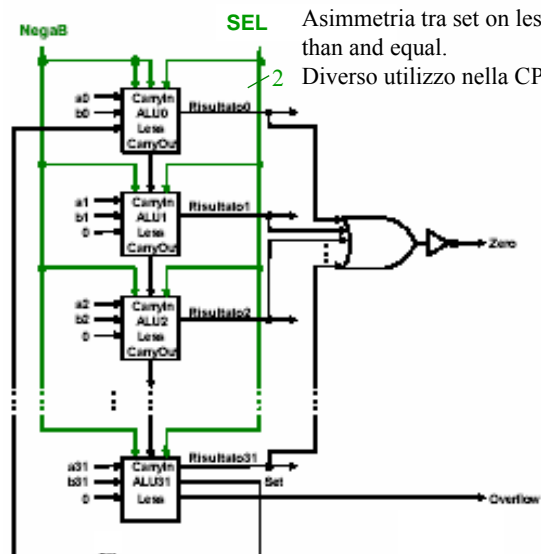 SEL
Asimmetria tra set on les
than and equal.
NegaB
2
Diverso utilizzo nella CP
a0
CarryIn
Risultato0
b0
ALU0
Less
CarryOut
a1
CarryIn
Risultato1
b1
ALU1
0
Less
CarryOut
Zero
a2
CarryIn
Risultato2
b2
ALU2
0
Less
CarryOut
a31
CarryIn
Risultato31
b31
ALU31
Set
0
Less
Overflow